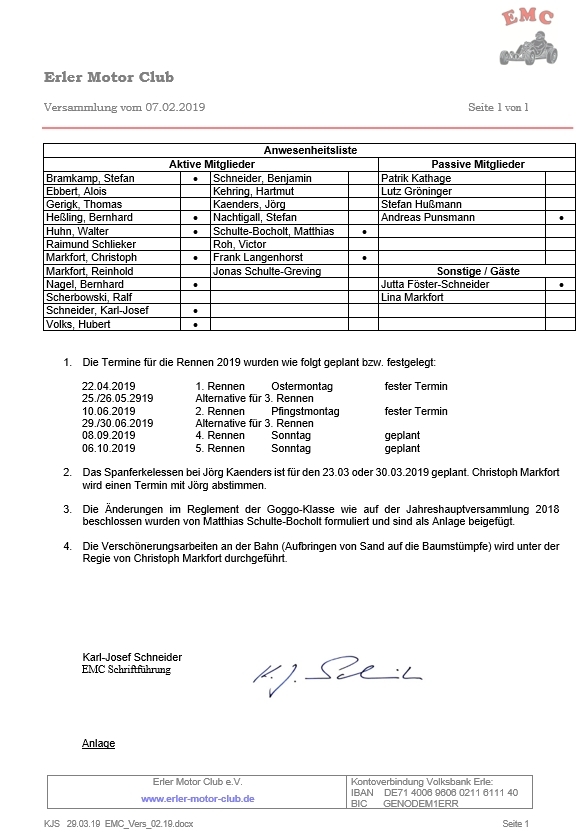 EMC
Erler Motor Club
Versammlung vom 07.02.2019 Seite 1 von 1
Anwesenheitsliste
Aktive Mitglieder Passive Mitglieder
Bramkamp, Stefan • Schneider, Benjamin Patrik Kathage
Ebbert, Alois Kehring, Hartmut Lutz Gröninger
Gerigk, Thomas Kaenders, Jörg Stefan Hußmann
Heßling, Bernhard • Nachtigall, Stefan Andreas Punsmann •
Huhn, Walter • Schulte-Bocholt, Matthias •
Raimund Schlieker Roh, Victor
Markfort, Christoph • Frank Langenhorst •
Markfort, Reinhold Jonas Schulte-Greving Sonstige / Gäste
Nagel, Bernhard • Jutta Föster-Schneider •
Scherbowski, Ralf Lina Markfort
Schneider, Karl-Josef •
Volks, Hubert •
1. Die Termine für die Rennen 2019 wurden wie folgt geplant bzw. festgelegt:
22.04.2019 1. Rennen Ostermontag fester Termin
25./26.05.2919 Alternative für 3. Rennen
10.06.2019 2. Rennen Pfingstmontag fester Termin
29./30.06.2019 Alternative für 3. Rennen
08.09.2019 4. Rennen Sonntag geplant
06.10.2019 5. Rennen Sonntag geplant
2. Das Spanferkelessen bei Jörg Kaenders ist für den 23.03 oder 30.03.2019 geplant. Christoph Markfort
wird einen Termin mit Jörg abstimmen.
3. Die Änderungen im Reglement der Goggo-Klasse wie auf der Jahreshauptversammlung 2018
beschlossen wurden von Matthias Schulte-Bocholt formuliert und sind als Anlage beigefügt.
4. Die Verschönerungsarbeiten an der Bahn (Aufbringen von Sand auf die Baumstümpfe) wird unter der
Regie von Christoph Markfort durchgeführt.
Karl-Josef Schneider
EMC Schriftführung
K.J. Schneider
Anlage
Erler Motor Club e.V. Kontoverbindung Volksbank Erle:
www.erler-motor-club.de IBAN DE71 4006 9606 0211 6111 40
BIC GENODEM1ERR
KJS 29.03.19 EMC_Vers_02.19.docx Seite 1